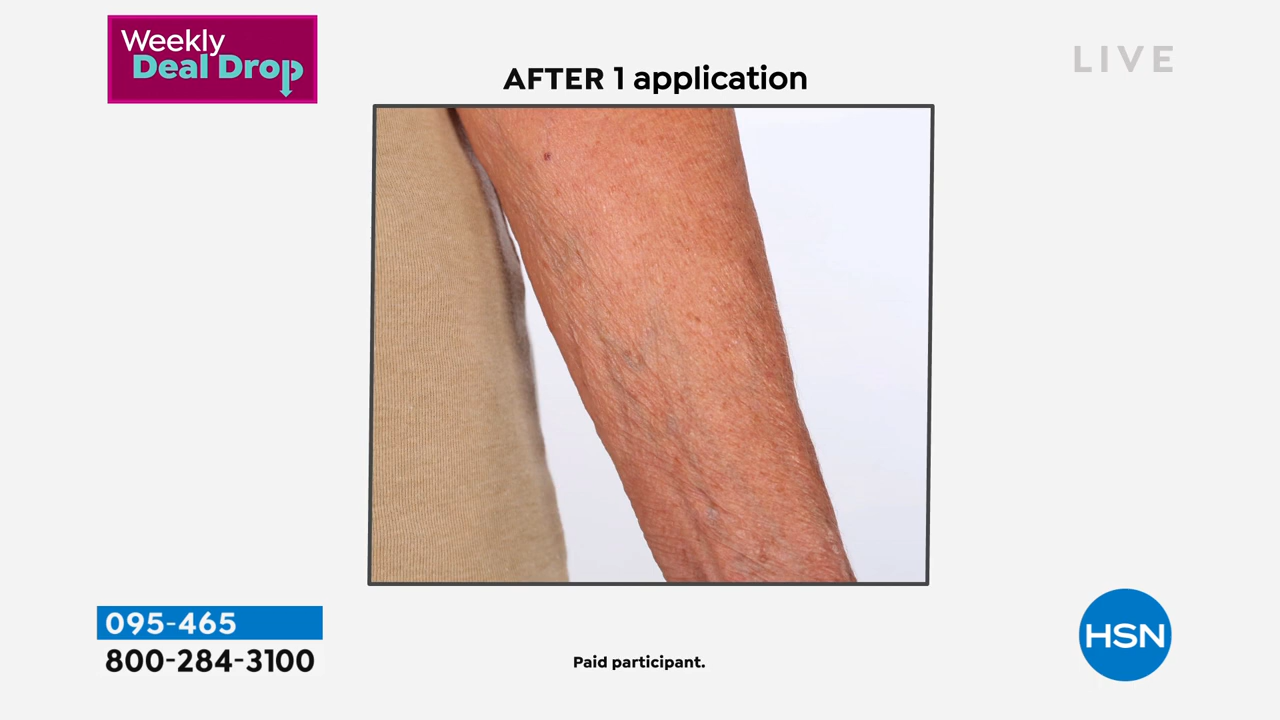 Weekly
Deal Drop
LIVE
AFTER 1 application
095-465
800-284-3100
Paid participant.
HSN